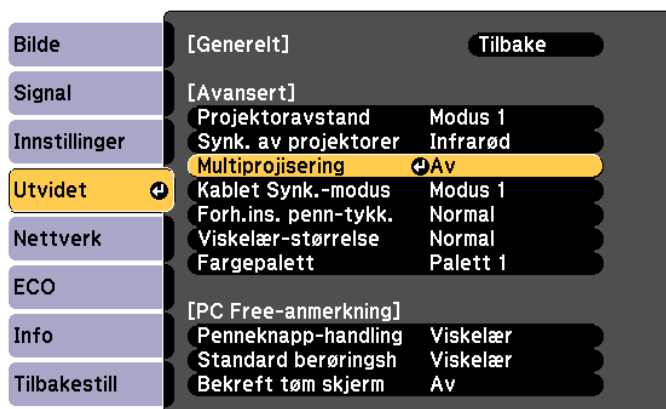 Bilde
Signal
Innstillinger
Utvidet
Nettverk
ECO
Info
Tilbakestill
[Generelt] Tilbake
[Avansert]
Projektoravstand Modus 1
Synk. av projektorer Infrarød
Multiprojisering Av
Kablet Synk.-modus Modus 1
Forh.ins. penn-tykk. Normal
Viskelær-størrelse Normal
Fargepalett Palett 1
[PC Free-anmerkning]
Penneknapp-handling Viskelær
Standard berøringsh Viskelær
Bekreft tøm skjerm Av